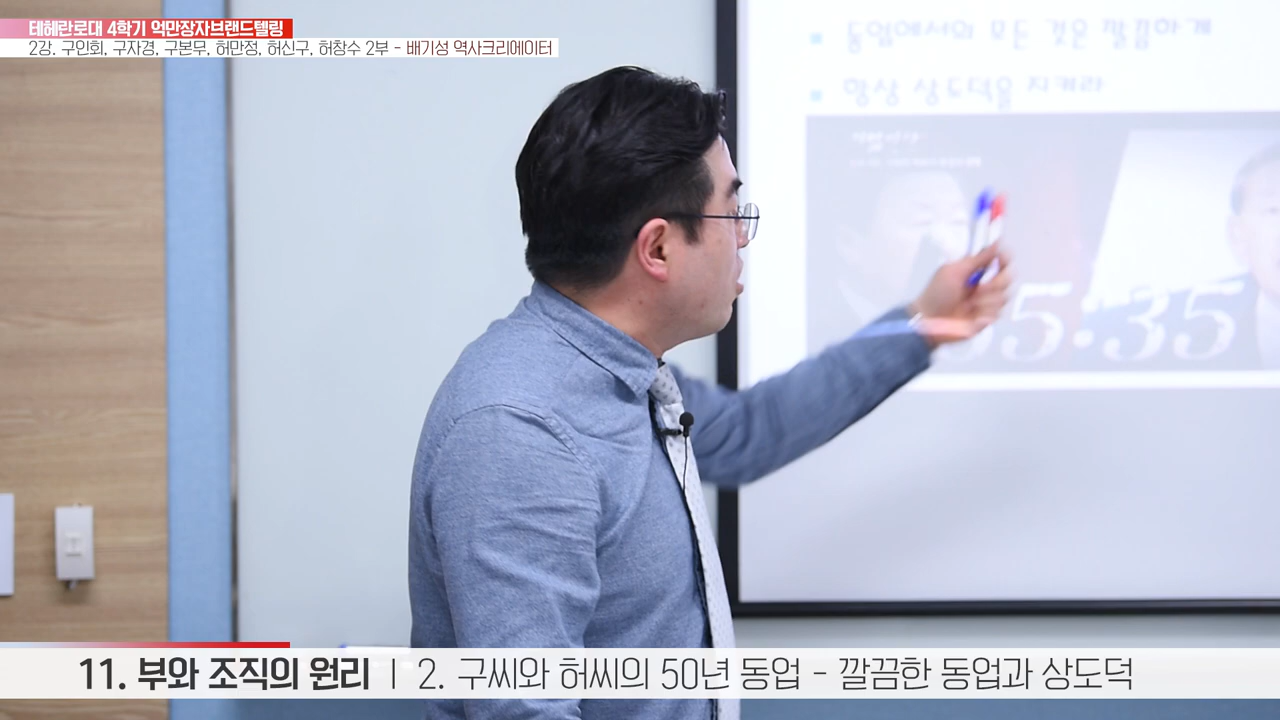 테헤란로대 4학기 억만장자브랜드텔링
2강. 구인회, 구자경, 구본무, 허만정, 허신구, 허창수 2부 - 배기성 역사크리에이터
동업에서의 모든 것은 깔끔하게
항상 상도덕을 지켜라
5:35
11. 부와 조직의 원리 | 2. 구씨와 허씨의 50년 동업 - 깔끔한 동업과 상도덕